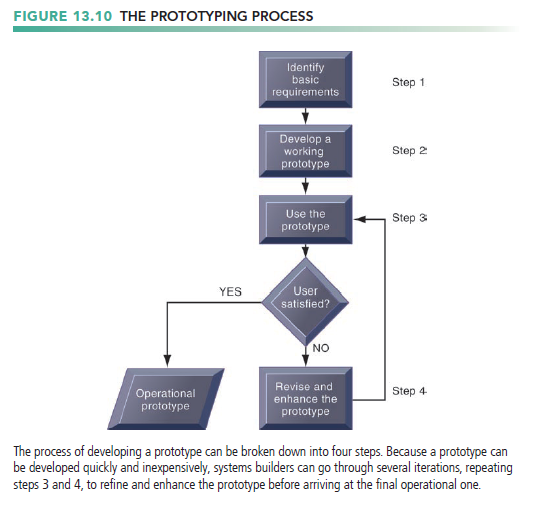 FIGURE 13.10 THE PROTOTYPING PROCESS
Identify
basic
requirements
Step 1
Develop a
working
prototype
Step 2
Use the
prototype
Step 3
User
satisfied?
YES
NO
Operational
prototype
Revise and
enhance the
prototype
Step 4
The process of developing a prototype can be broken down into four steps. Because a prototype can
be developed quickly and inexpensively, systems builders can go through several iterations, repeating
steps 3 and 4, to refine and enhance the prototype before arriving at the final operational one.